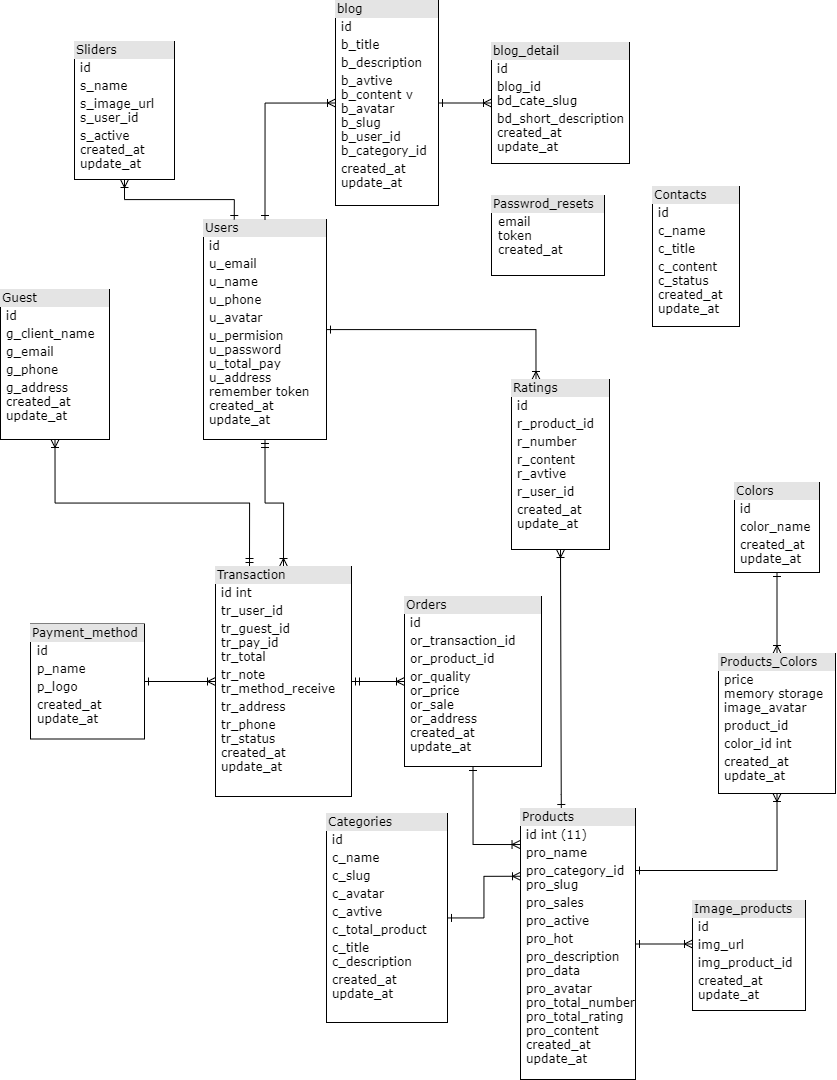 blog
id
b_title
b_description
b_avtive
b_content v
b_avatar
b_slug
b_user_id
b_category_id
created_at
update_at
Sliders
id
s_name
s_image_url
s_user_id
s_active
created_at
update_at
blog_detail
id
blog_id
bd_cate_slug
bd_short_description
created_at
update_at
Passwrod_resets
email
token
created_at
Contacts
id
c_name
c_title
c_content
c_status
created_at
update_at
Users
id
u_email
u_name
u_phone
u_avatar
u_permision
u_password
u_total_pay
u_address
remember token
created_at
update_at
Guest
id
g_client_name
g_email
g_phone
g_address
created_at
update_at
Ratings
id
r_product_id
r_number
r_content
r_avtive
r_user_id
created_at
update_at
Colors
id
color_name
created_at
update_at
Transaction
id int
tr_user_id
tr_guest_id
tr_pay_id
tr_total
tr_note
tr_method_receive
tr_address
tr_phone
tr_status
created_at
update_at
Payment_method
id
p_name
p_logo
created_at
update_at
Orders
id
or_transaction_id
or_product_id
or_quality
or_price
or_sale
or_address
created_at
update_at
Products_Colors
price
memory storage
image_avatar
product_id
color_id int
created_at
update_at
Categories
id
c_name
c_slug
c_avatar
c_avtive
c_total_product
c_title
c_description
created_at
update_at
Products
id int (11)
pro_name
pro_category_id
pro_slug
pro_sales
pro_active
pro_hot
pro_description
pro_data
pro_avatar
pro_total_number
pro_total_rating
pro_content
created_at
update_at
Image_products
id
img_url
img_product_id
created_at
update_at